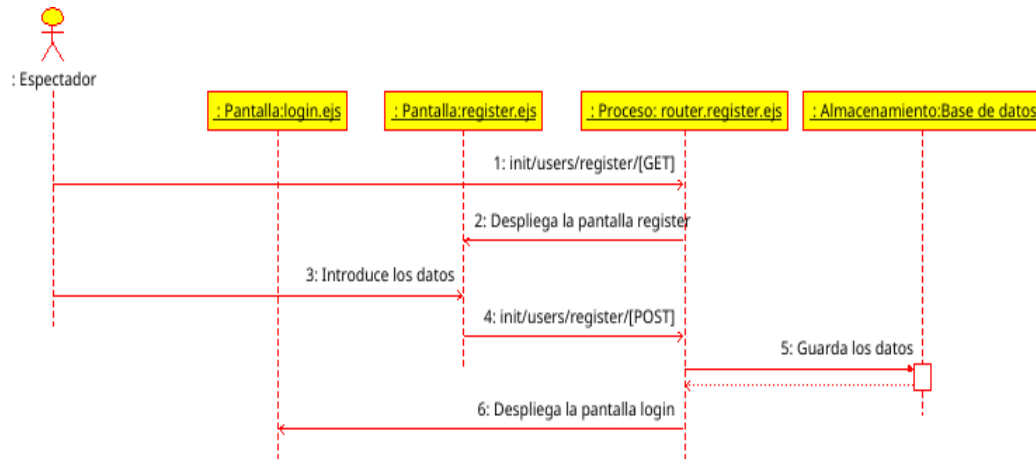 : Espectador
: Pantalla:login.ejs
: Pantalla:register.ejs
: Proceso: router.register.ejs
: Almacenamiento:Base de datos
1: init/users/register/[GET]
2: Despliega la pantalla register
3: Introduce los datos
4: init/users/register/[POST]
5: Guarda los datos
6: Despliega la pantalla login